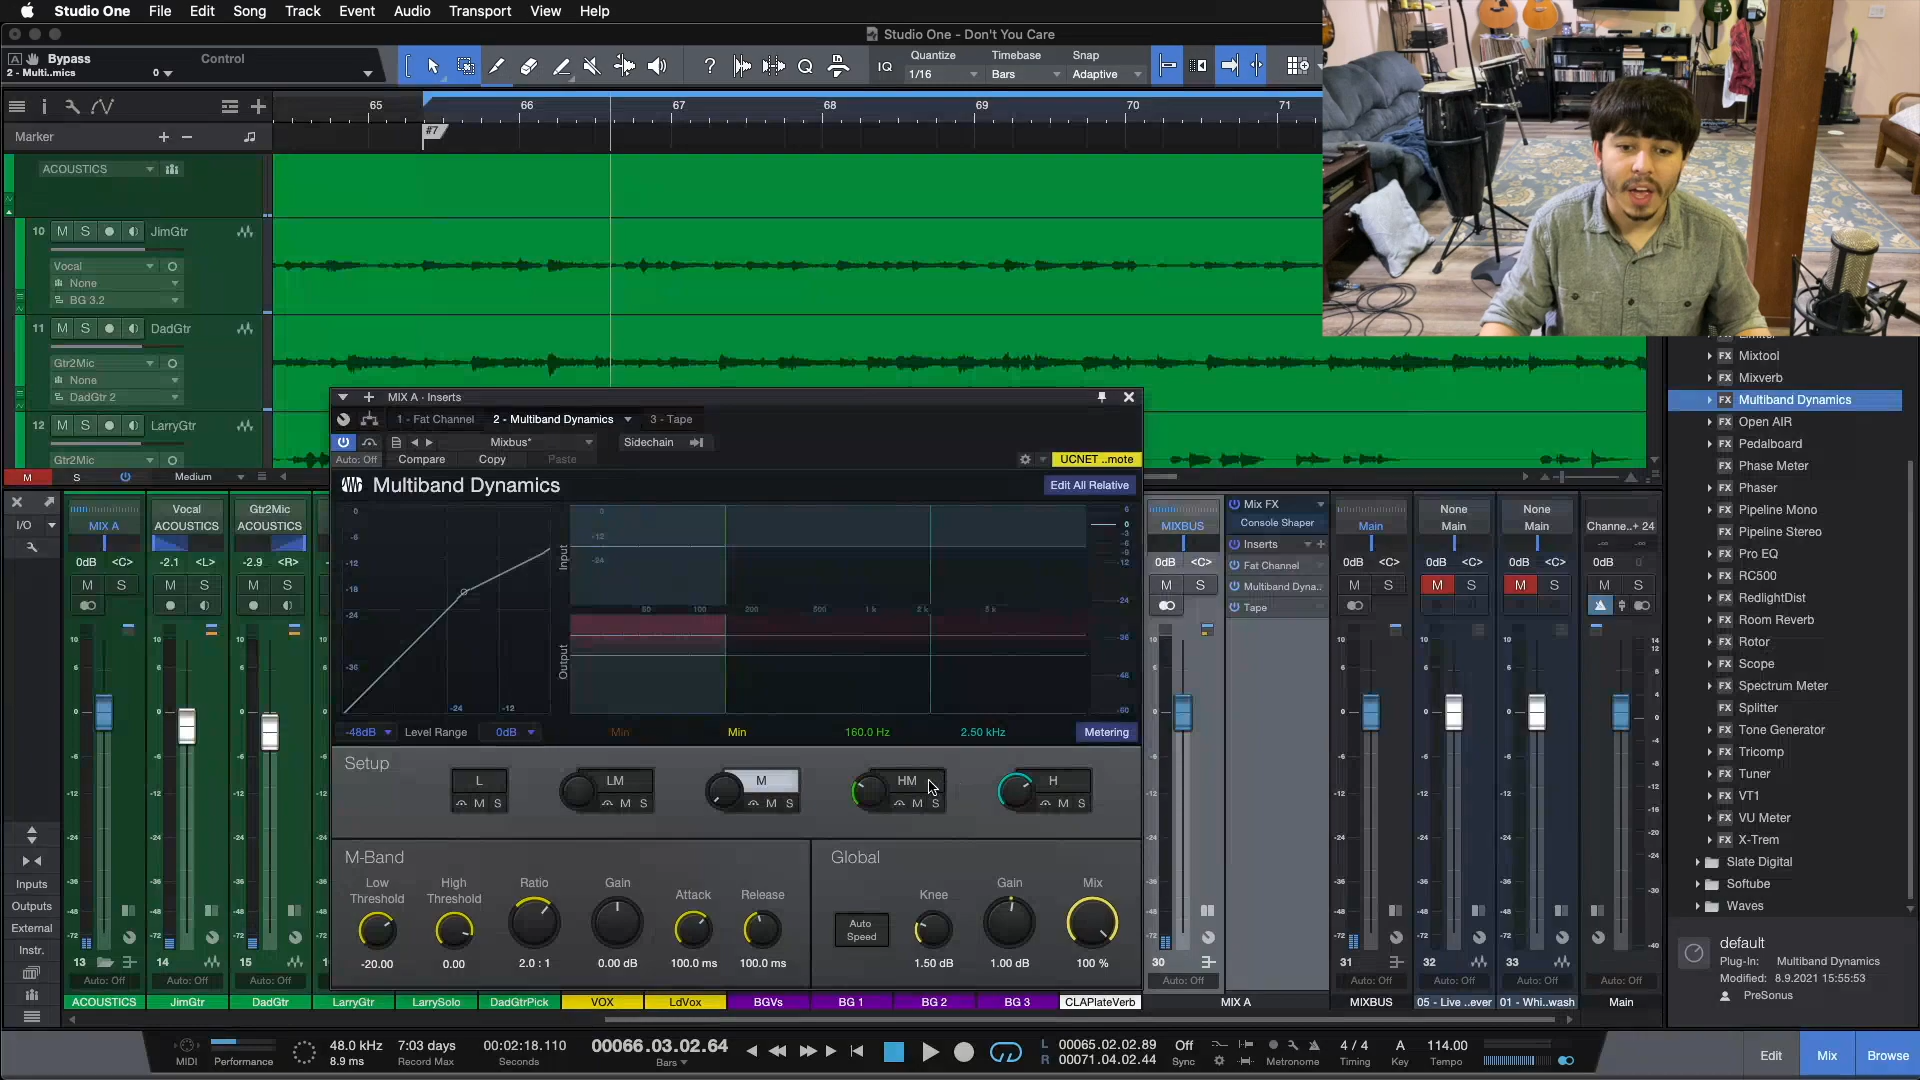 Studio One File Edit Song Track Event Audio Transport View Help
Studio One - Don't You Care
Bypass
Control
2 - Multi..mics 0
Quantize Timebase Snap
IQ 1/16 Bars Adaptive
65 66 67 68 69 70 71
Marker
#7
ACOUSTICS
10 M S JimGtr
Vocal
None
BG 3.2
11 M S DadGtr
Gtr2Mic
None
DadGtr 2
12 M S LarryGtr
Gtr2Mic
M S Medium
MIX A - Inserts
1 - Fat Channel 2 - Multiband Dynamics 3 - Tape
Mixbus* Sidechain
Auto: Off Compare Copy Paste UCNET ..mote
Multiband Dynamics Edit All Relative
Input
Output
-48dB Level Range 0dB Min Min 160.0 Hz 2.50 kHz Metering
Setup
L LM M HM H
M-Band Global
Low Threshold High Threshold Ratio Gain Attack Release
Auto Speed Knee Gain Mix
-20.00 0.00 2.0 : 1 0.00 dB 100.0 ms 100.0 ms 1.50 dB 1.00 dB 100 %
I/O
Inputs
Outputs
External
Instr.
MIX A
0dB <C>
M S
13
Auto: Off
Vocal
ACOUSTICS
-2.1 <L>
M S
14
Auto: Off
Gtr2Mic
ACOUSTICS
-2.9 <R>
M S
15
Auto: Off
MIXBUS
0dB <C>
M S
30
Auto: Off
Mix FX
Console Shaper
Inserts
Fat Channel
Multiband Dyna..
Tape
Main
0dB <C>
M S
31
Auto: Off
None
Main
0dB <C>
M S
32
Auto: Off
None
Main
0dB <C>
M S
33
Auto: Off
Channe..+ 24
0dB
M S
Auto: Off
ACOUSTICS JimGtr DadGtr LarryGtr LarrySolo DadGtrPick VOX LdVox BGVs BG 1 BG 2 BG 3 CLAPlateVerb MIX A MIXBUS 05 - Live ..ever 01 - Whi..wash Main
FX Mixtool
FX Mixverb
FX Multiband Dynamics
FX Open AIR
FX Pedalboard
FX Phase Meter
FX Phaser
FX Pipeline Mono
FX Pipeline Stereo
FX Pro EQ
FX RC500
FX RedlightDist
FX Room Reverb
FX Rotor
FX Scope
FX Spectrum Meter
FX Splitter
FX Tone Generator
FX Tricomp
FX Tuner
FX VT1
FX VU Meter
FX X-Trem
Slate Digital
Softube
Waves
default
Plug-In: Multiband Dynamics
Modified: 8.9.2021 15:55:53
PreSonus
MIDI Performance
48.0 kHz
8.9 ms
7:03 days
Record Max
00:02:18.110
Seconds
00066.03.02.64
Bars
L 00065.02.02.89
R 00071.04.02.44
Off
Sync
Metronome
4 / 4
Timing
A
Key
114.00
Tempo
Edit Mix Browse